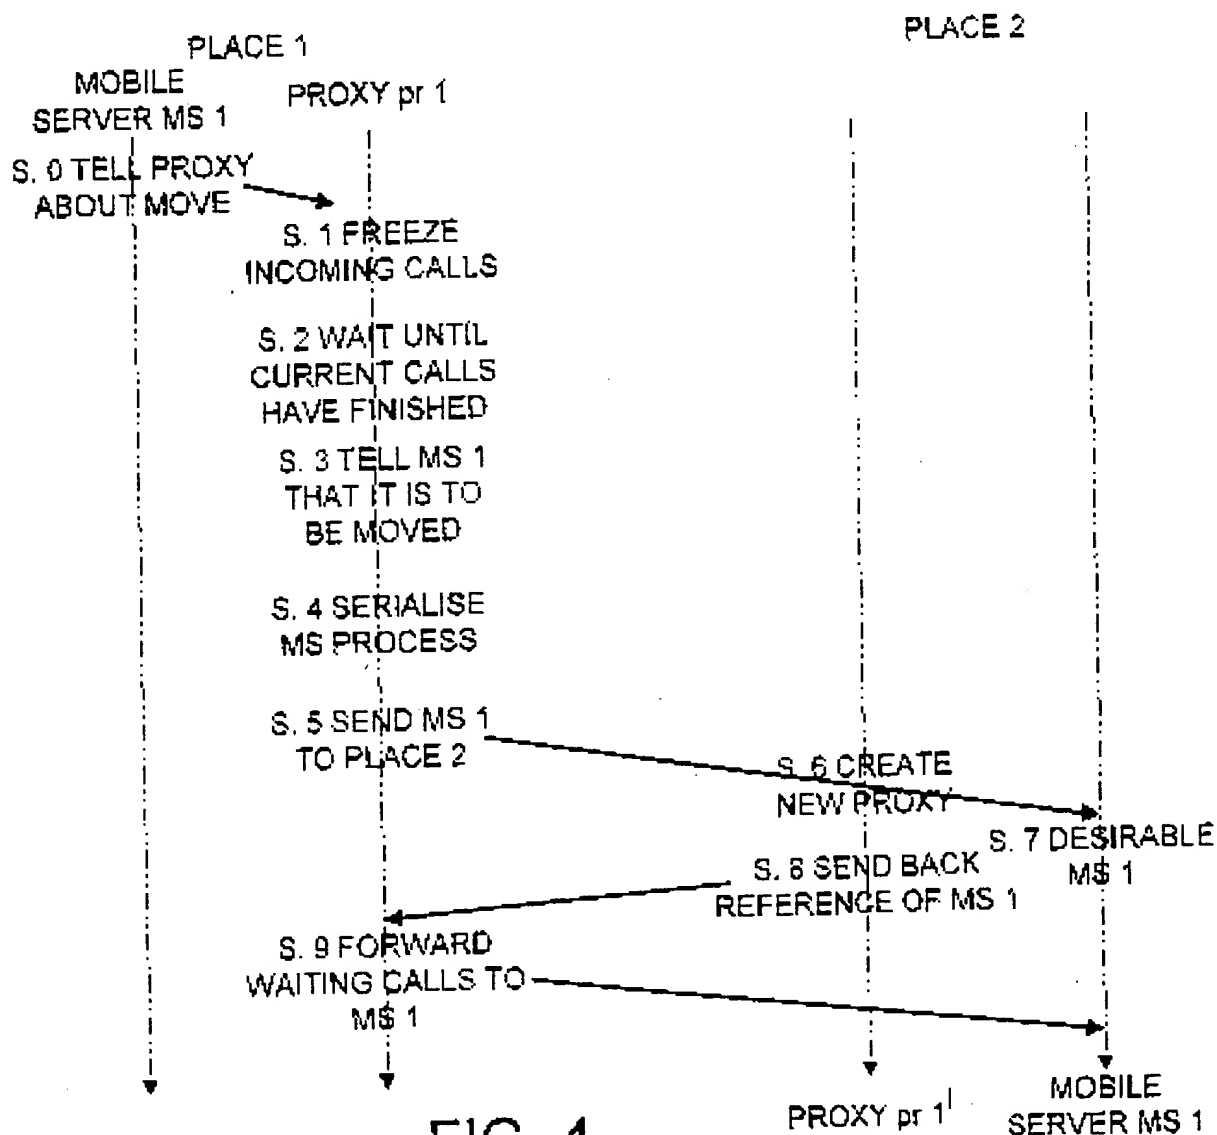 PLACE 1
PLACE 2
MOBILE
SERVER MS 1
PROXY pr 1
S. 0 TELL PROXY
ABOUT MOVE
S. 1 FREEZE
INCOMING CALLS
S. 2 WAIT UNTIL
CURRENT CALLS
HAVE FINISHED
S. 3 TELL MS 1
THAT IT IS TO
BE MOVED
S. 4 SERIALISE
MS PROCESS
S. 5 SEND MS 1
TO PLACE 2
S. 6 CREATE
NEW PROXY
S. 7 DESIRABLE
MS 1
S. 8 SEND BACK
REFERENCE OF MS 1
S. 9 FORWARD
WAITING CALLS TO
MS 1
PROXY pr 1'
MOBILE
SERVER MS 1
FIG.